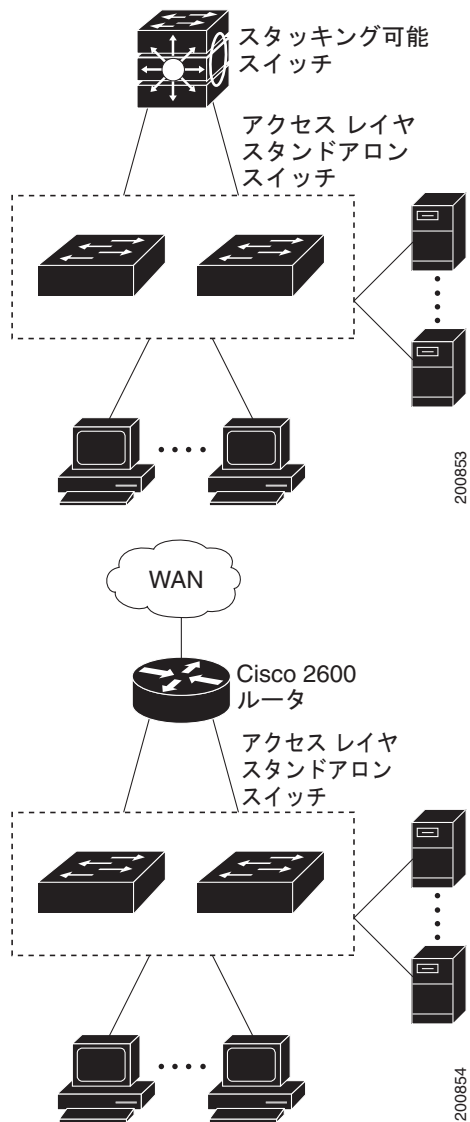 スタッキング可能
スイッチ
アクセス レイヤ
スタンドアロン
スイッチ
200853
WAN
Cisco 2600
ルータ
アクセス レイヤ
スタンドアロン
スイッチ
200854